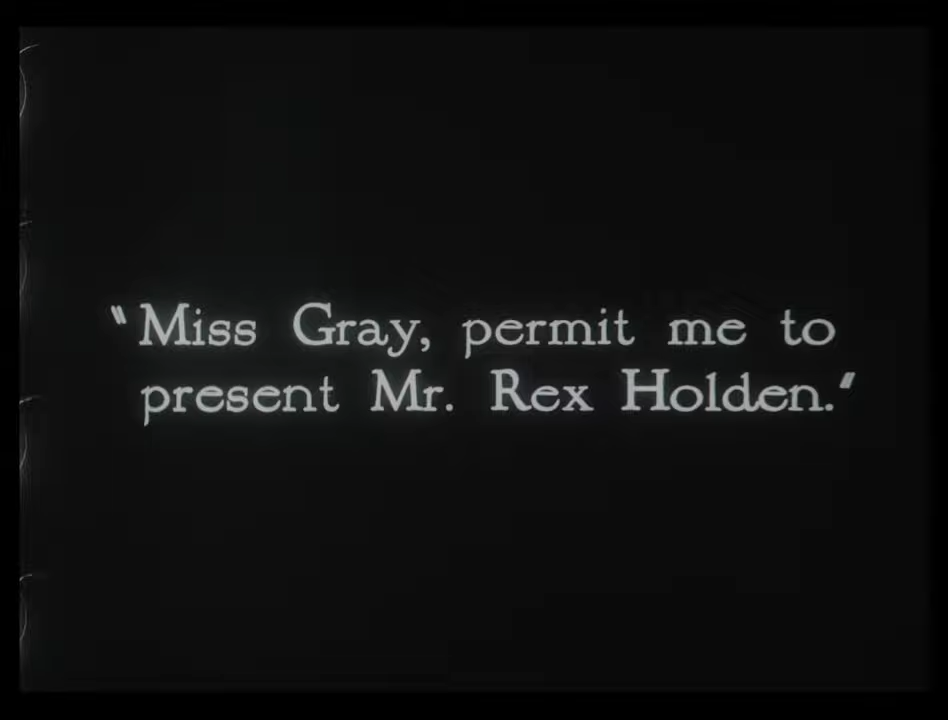 "Miss Gray, permit me to
present Mr. Rex Holden."